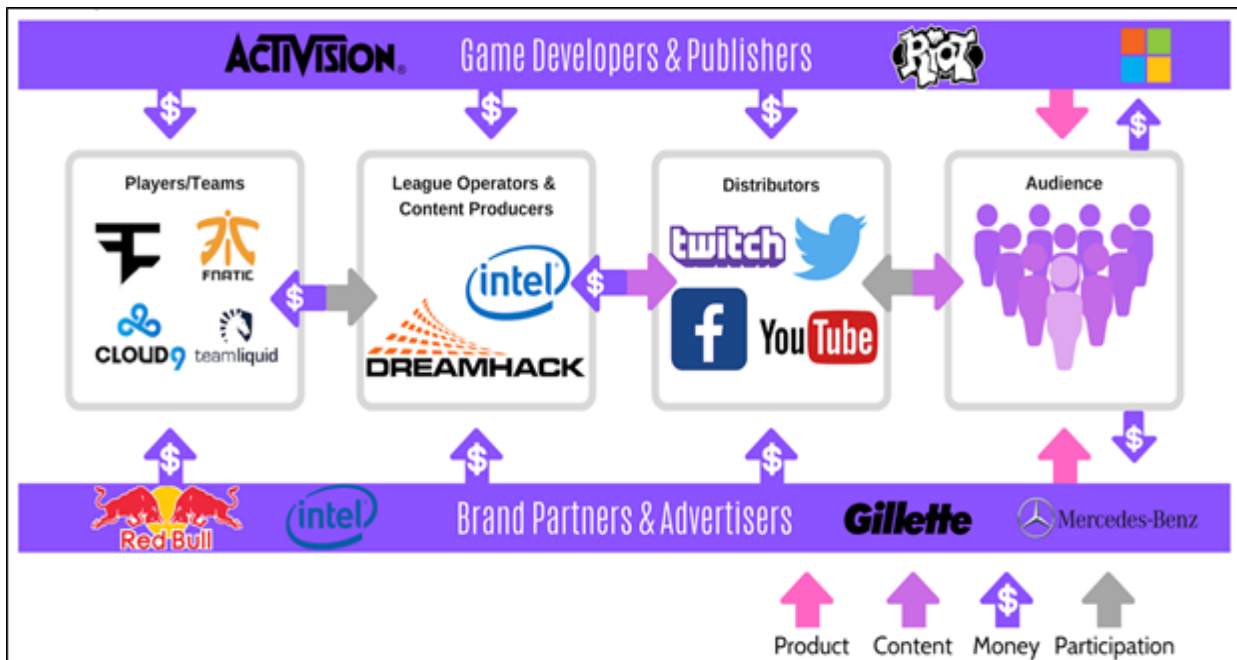 ACTIVISION® Game Developers & Publishers RIOT
$ $ $ $
Players/Teams
League Operators &
Content Producers
Distributors
Audience
FNATIC
CLOUD9 teamliquid
intel
DREAMHACK
twitch
f YouTube
$ $
$ $ $ $
Red Bull intel Brand Partners & Advertisers Gillette Mercedes-Benz
$
Product Content Money Participation